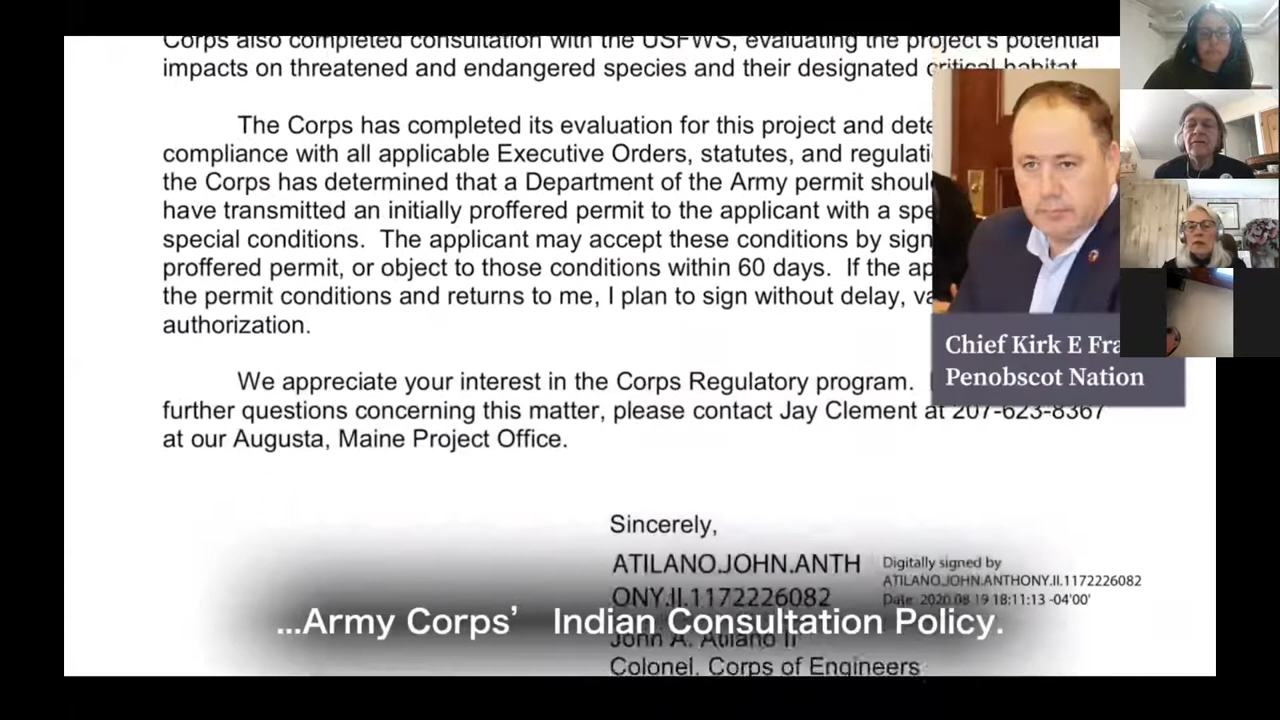 Corps also completed consultation with the USFWS, evaluating the project's potential
impacts on threatened and endangered species and their designated critical habitat
The Corps has completed its evaluation for this project and dete
compliance with all applicable Executive Orders, statutes, and regulati
the Corps has determined that a Department of the Army permit shoul
have transmitted an initially proffered permit to the applicant with a spe
special conditions. The applicant may accept these conditions by sign
proffered permit, or object to those conditions within 60 days. If the ap
the permit conditions and returns to me, I plan to sign without delay, va
authorization.
Chief Kirk E Fra
Penobscot Nation
We appreciate your interest in the Corps Regulatory program.
further questions concerning this matter, please contact Jay Clement at 207-623-8367
at our Augusta, Maine Project Office.
Sincerely,
ATILANO.JOHN.ANTH
ONY.II.1172226082
Digitally signed by
ATILANO.JOHN.ANTHONY.II.1172226082
Date: 2020.08.19 18:11:13 -04'00'
...Army Corps' Indian Consultation Policy.
John A. Atilano II
Colonel, Corps of Engineers